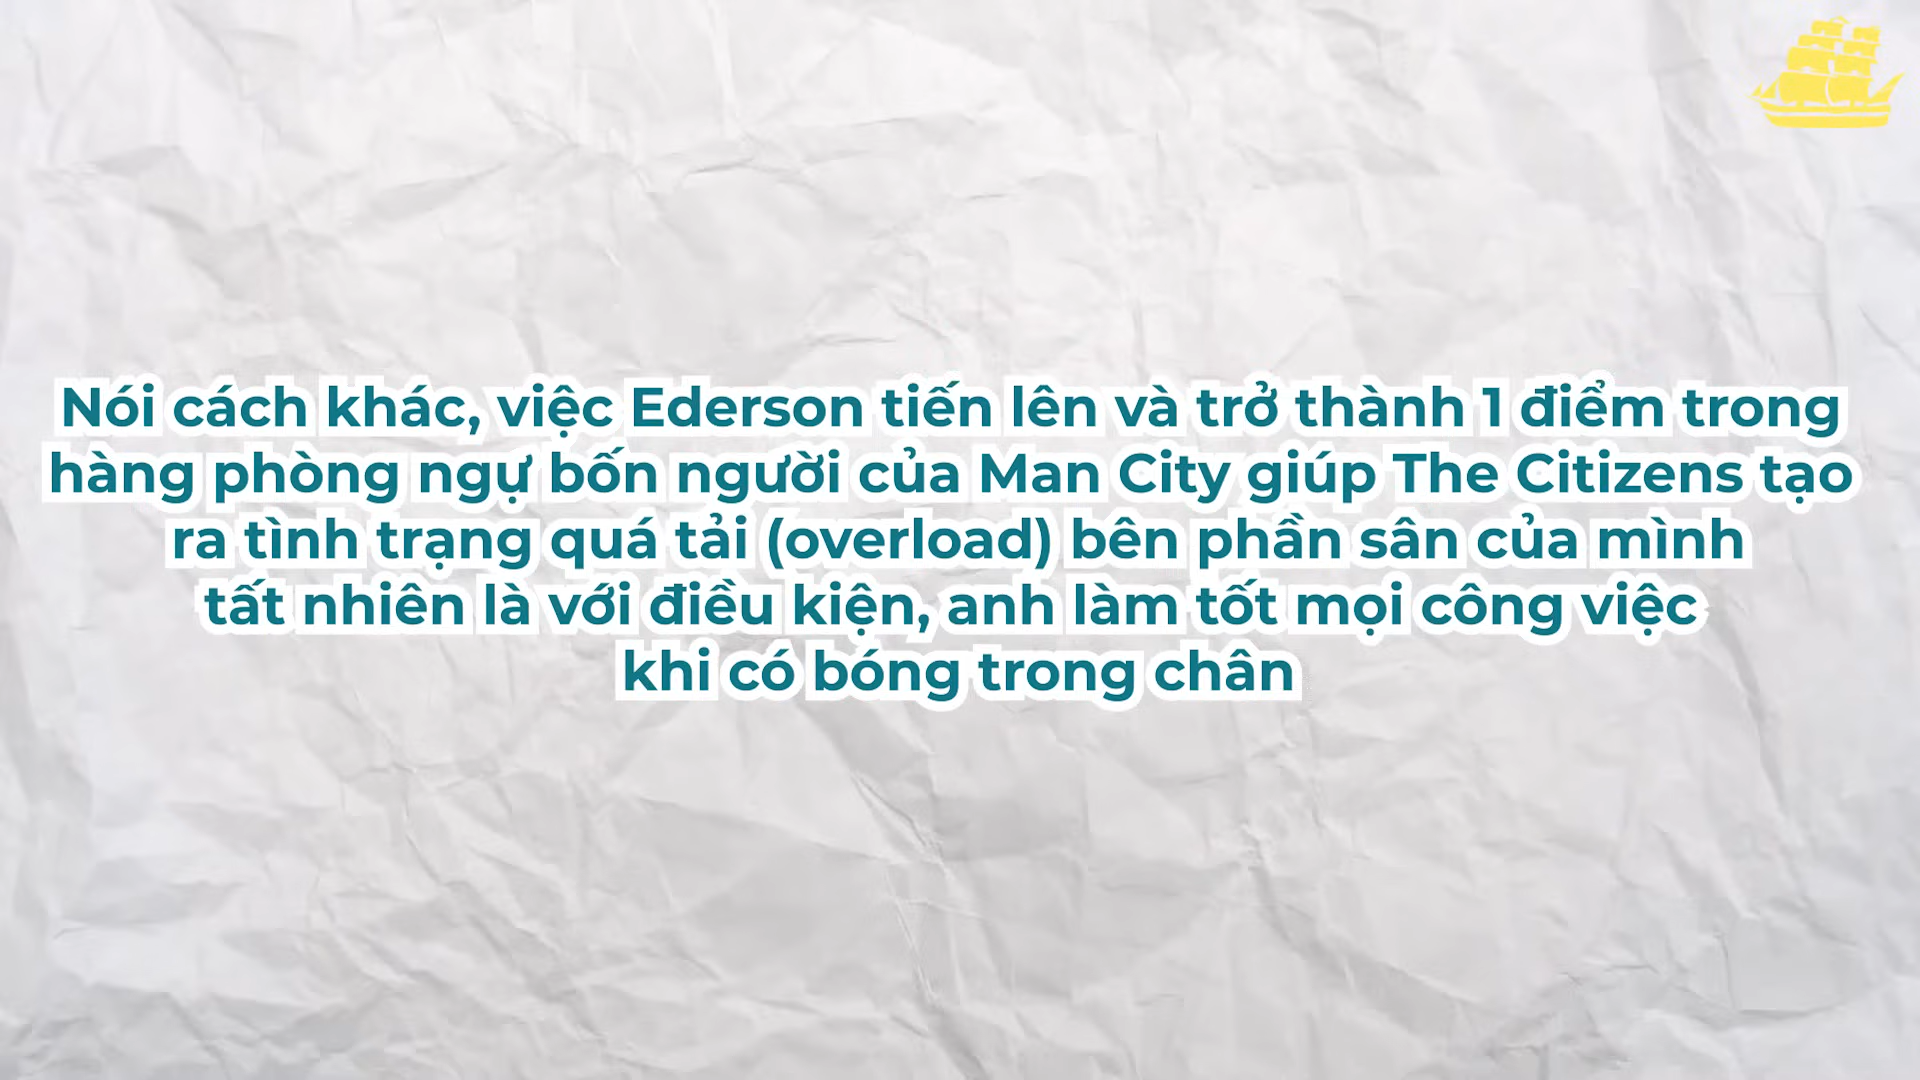 Nói cách khác, việc Ederson tiến lên và trở thành 1 điểm trong
hàng phòng ngự bốn người của Man City giúp The Citizens tạo
ra tình trạng quá tải (overload) bên phần sân của mình
tất nhiên là với điều kiện, anh làm tốt mọi công việc
khi có bóng trong chân